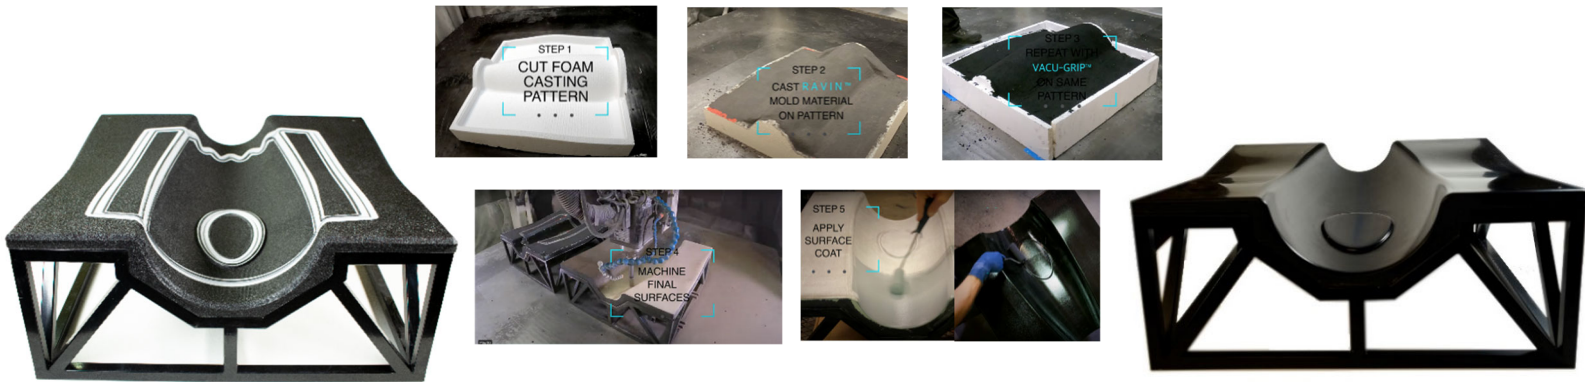 STEP 1
CUT FOAM
CASTING
PATTERN
STEP 2
CAST RAVIN™
MOLD MATERIAL
ON PATTERN
STEP 3
REPEAT WITH
VACU-GRIP™
ON SAME
PATTERN
STEP 4
MACHINE
FINAL
SURFACES
STEP 5
APPLY
SURFACE
COAT